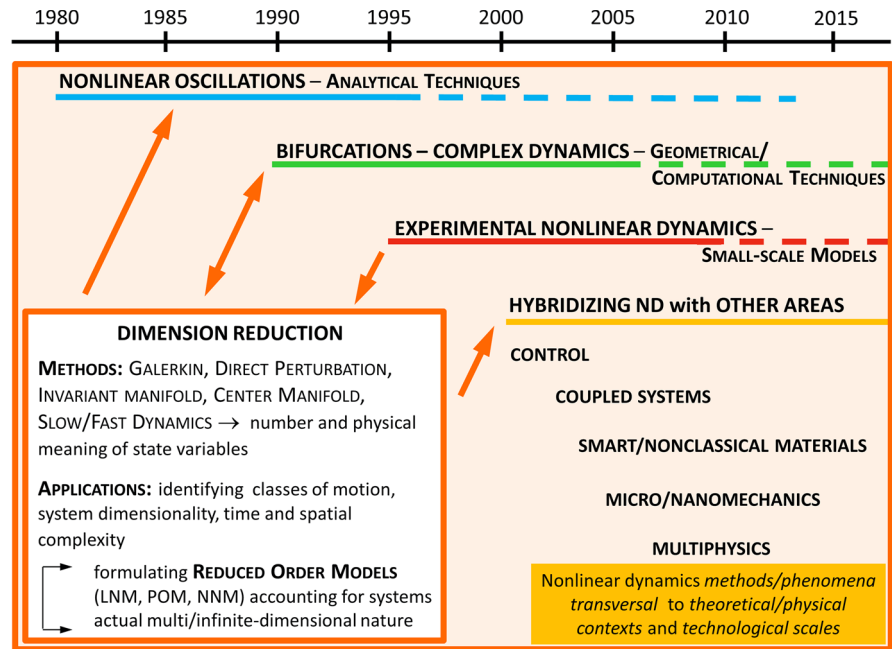 1980 1985 1990 1995 2000 2005 2010 2015
NONLINEAR OSCILLATIONS – ANALYTICAL TECHNIQUES
BIFURCATIONS – COMPLEX DYNAMICS – GEOMETRICAL/
COMPUTATIONAL TECHNIQUES
EXPERIMENTAL NONLINEAR DYNAMICS –
SMALL-SCALE MODELS
HYBRIDIZING ND with OTHER AREAS
CONTROL
COUPLED SYSTEMS
SMART/NONCLASSICAL MATERIALS
MICRO/NANOMECHANICS
MULTIPHYSICS
Nonlinear dynamics methods/phenomena
transversal to theoretical/physical
contexts and technological scales
DIMENSION REDUCTION
METHODS: GALERKIN, DIRECT PERTURBATION,
INVARIANT MANIFOLD, CENTER MANIFOLD,
SLOW/FAST DYNAMICS → number and physical
meaning of state variables
APPLICATIONS: identifying classes of motion,
system dimensionality, time and spatial
complexity
formulating REDUCED ORDER MODELS
(LNM, POM, NNM) accounting for systems
actual multi/infinite-dimensional nature